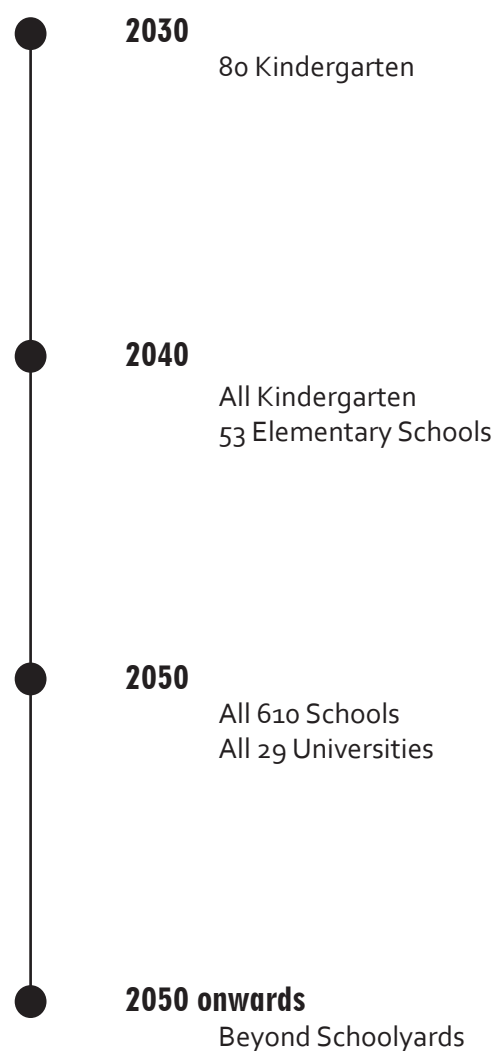 2030
80 Kindergarten
2040
All Kindergarten
53 Elementary Schools
2050
All 610 Schools
All 29 Universities
2050 onwards
Beyond Schoolyards